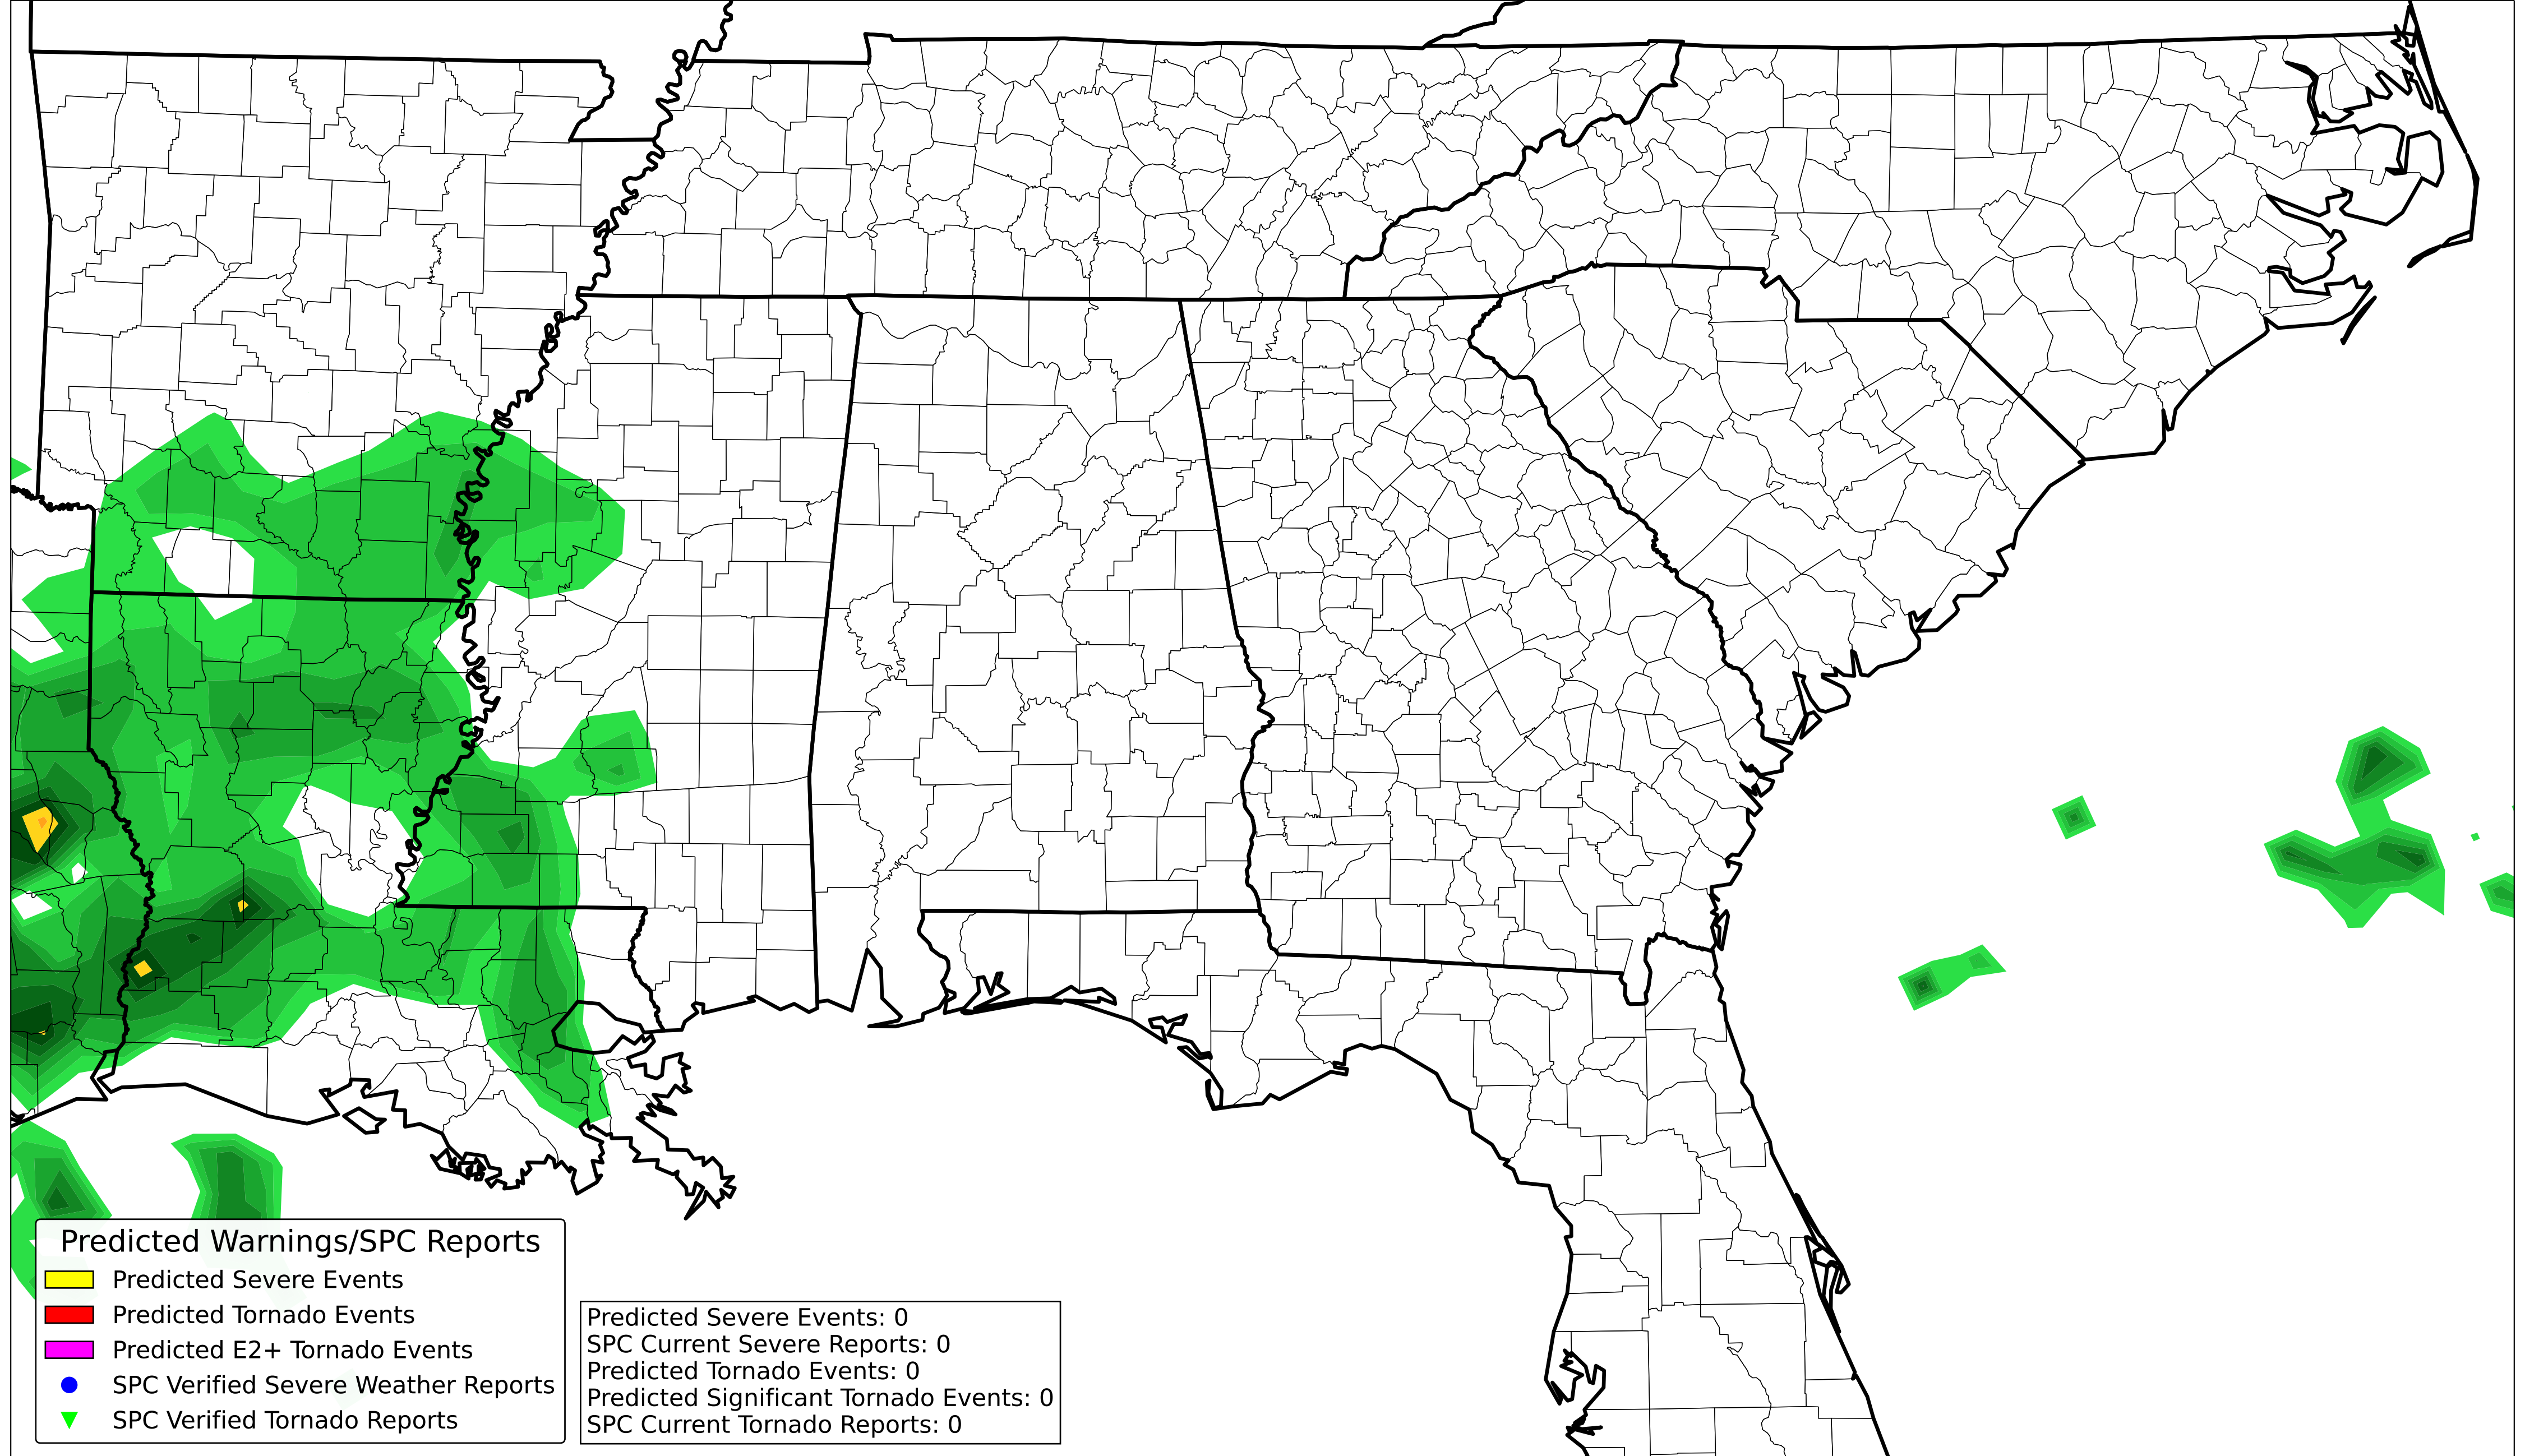 Predicted Warnings/SPC Reports
Predicted Severe Events
Predicted Tornado Events
Predicted E2+ Tornado Events
SPC Verified Severe Weather Reports
SPC Verified Tornado Reports
Predicted Severe Events: 0
SPC Current Severe Reports: 0
Predicted Tornado Events: 0
Predicted Significant Tornado Events: 0
SPC Current Tornado Reports: 0